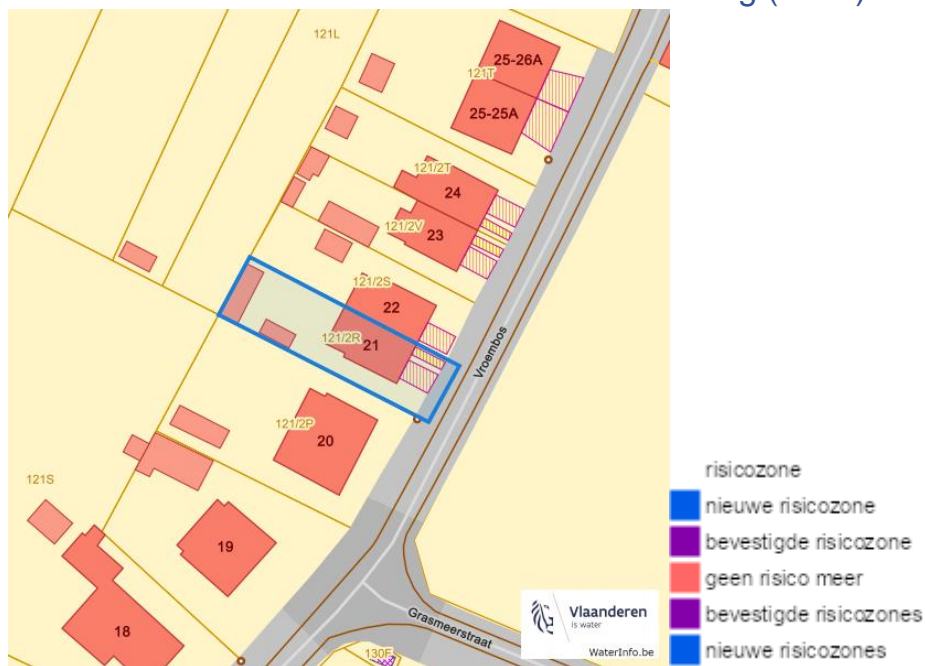 121L
25-26A
121T
25-25A
121/2T
24
121/2V
23
121/2S
22
121/2R
21
Vroembos
121/2P
20
121S
19
18
Grasmeerstraat
130F
Vlaanderen
is water
WaterInfo.be
risicozone
nieuwe risicozone
bevestigde risicozone
geen risico meer
bevestigde risicozones
nieuwe risicozones